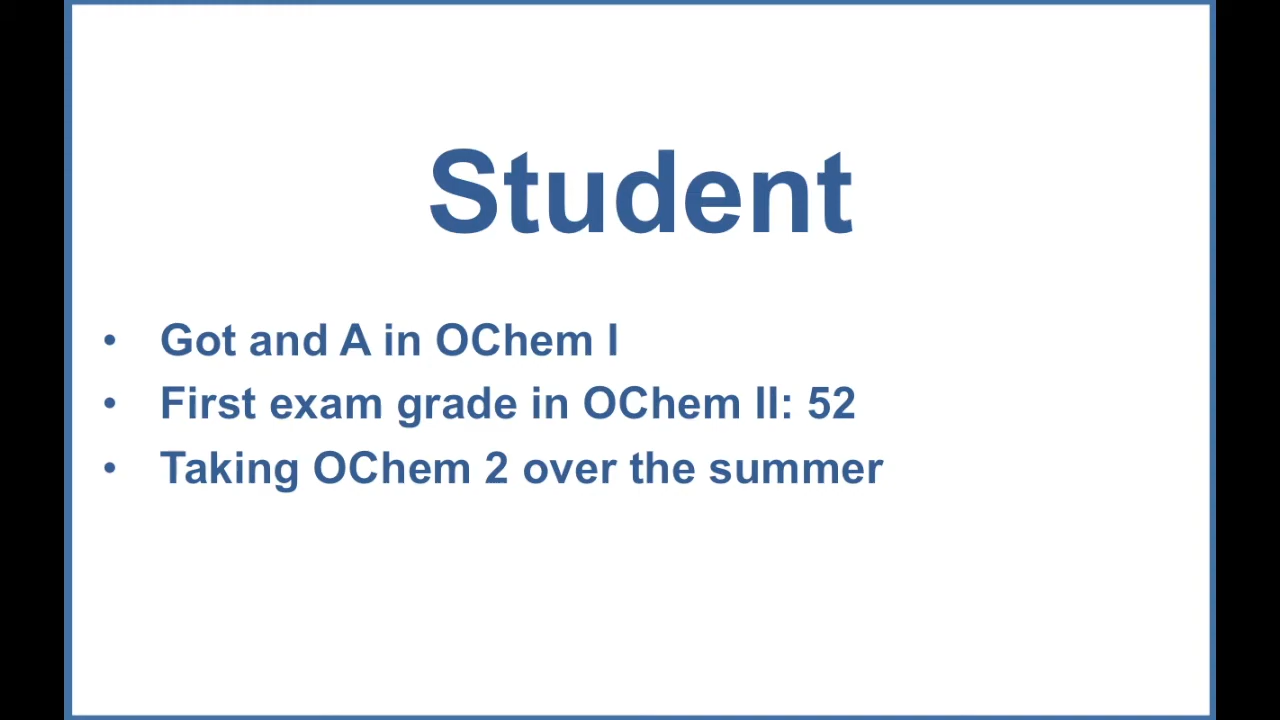 Student
• Got and A in OChem I
• First exam grade in OChem II: 52
• Taking OChem 2 over the summer